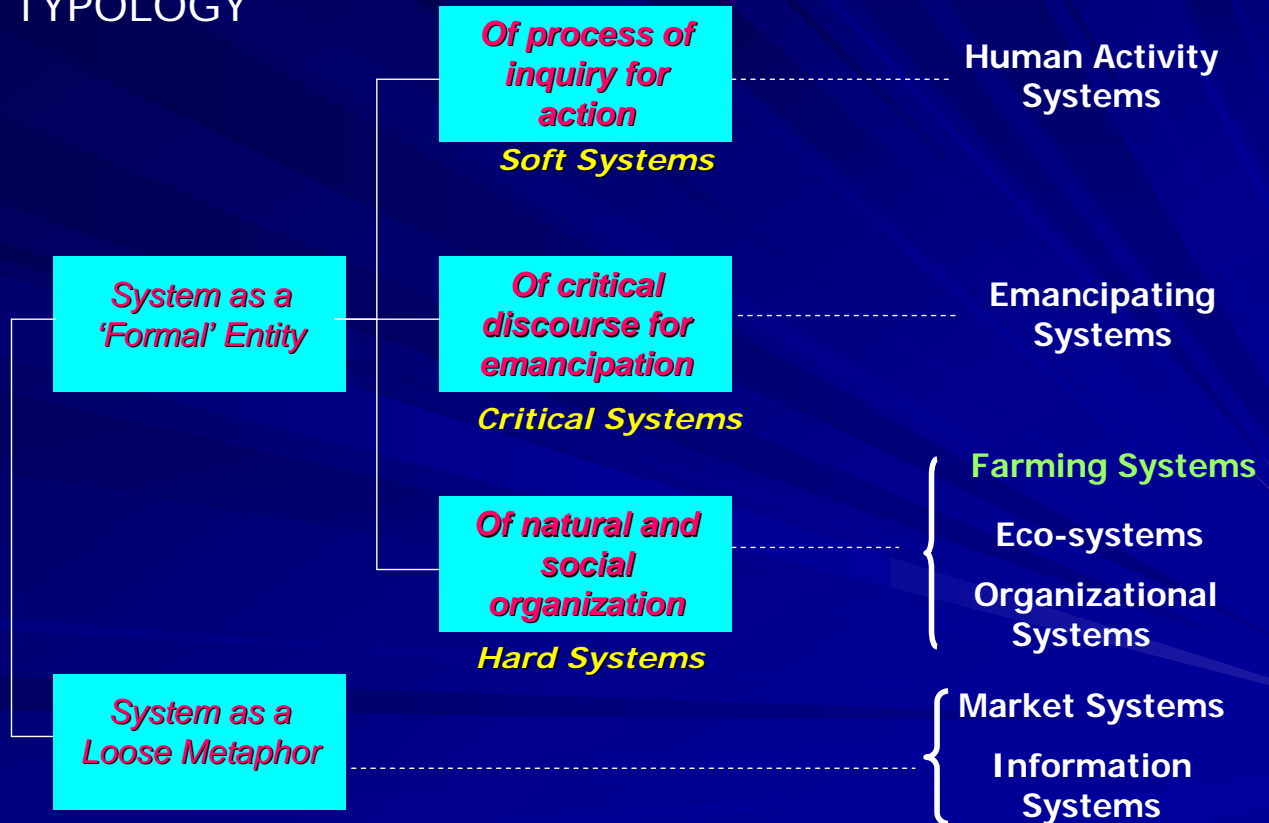 TYPOLOGY
Of process of
inquiry for
action
Soft Systems
Human Activity
Systems
System as a
‘Formal’ Entity
Of critical
discourse for
emancipation
Critical Systems
Emancipating
Systems
Of natural and
social
organization
Hard Systems
Farming Systems
Eco-systems
Organizational
Systems
System as a
Loose Metaphor
Market Systems
Information
Systems